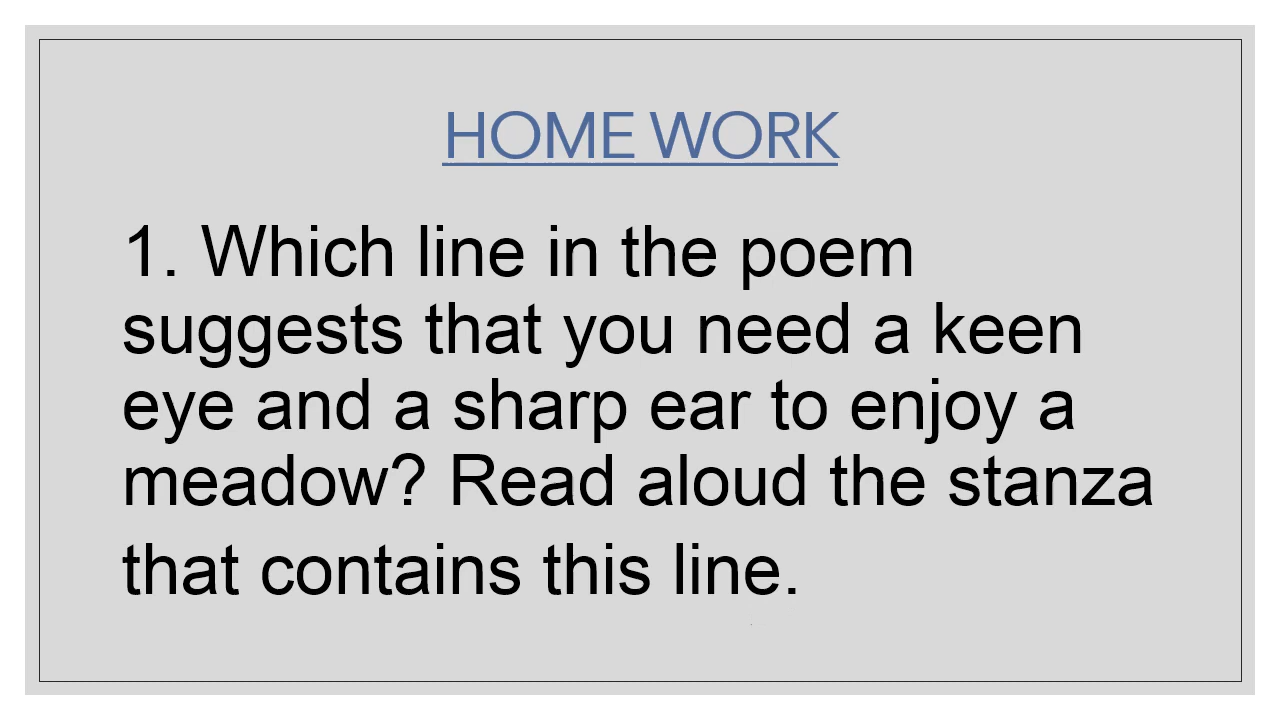 HOME WORK
1. Which line in the poem
suggests that you need a keen
eye and a sharp ear to enjoy a
meadow? Read aloud the stanza
that contains this line.